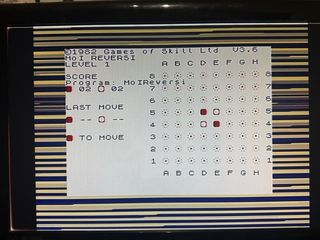 ©1982 Games of Skill Ltd V3.6
MoI REVERSI
LEVEL 1
A B C D E F G H
SCORE 8 8
Program: MoIReversi
02 02 7 7
6 6
LAST MOVE
-- -- 5 5
4 4
TO MOVE 3 3
2 2
1 1
A B C D E F G H